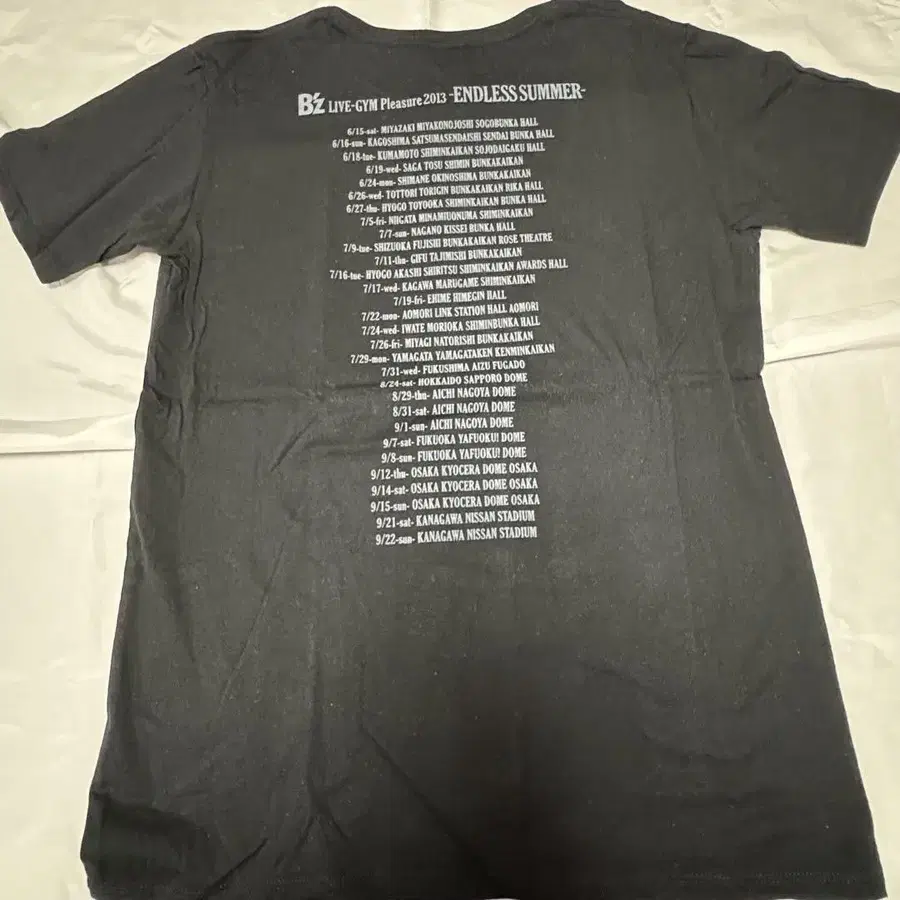 B'z LIVE-GYM Pleasure 2013 -ENDLESS SUMMER-
6/15-sat- MIYAZAKI MIYAKONOJOSHI SOGOBUNKA HALL
6/16-sun- KAGOSHIMA SATSUMASENDAISHI SENDAI BUNKA HALL
6/18-tue- KUMAMOTO SHIMINKAIKAN SOJODAIGAKU HALL
6/19-wed- SAGA TOSU SHIMIN BUNKAKAIKAN
6/24-mon- SHIMANE OKINOSHIMA BUNKAKAIKAN
6/26-wed- TOTTORI TORIGIN BUNKAKAIKAN RIKA HALL
6/27-thu- HYOGO TOYOOKA SHIMINKAIKAN BUNKA HALL
7/5-fri- NIIGATA MINAMIUONUMA SHIMINKAIKAN
7/7-sun- NAGANO KISSEI BUNKA HALL
7/9-tue- SHIZUOKA FUJISHI BUNKAKAIKAN ROSE THEATRE
7/11-thu- GIFU TAJIMISHI BUNKAKAIKAN
7/16-tue- HYOGO AKASHI SHIRITSU SHIMINKAIKAN AWARDS HALL
7/17-wed- KAGAWA MARUGAME SHIMINKAIKAN
7/19-fri- EHIME HIMEGIN HALL
7/22-mon- AOMORI LINK STATION HALL AOMORI
7/24-wed- IWATE MORIOKA SHIMINBUNKA HALL
7/26-fri- MIYAGI NATORISHI BUNKAKAIKAN
7/29-mon- YAMAGATA YAMAGATAKEN KENMINKAIKAN
7/31-wed- FUKUSHIMA AIZU FUGADO
8/24-sat- HOKKAIDO SAPPORO DOME
8/29-thu- AICHI NAGOYA DOME
8/31-sat- AICHI NAGOYA DOME
9/1-sun- AICHI NAGOYA DOME
9/7-sat- FUKUOKA YAFUOKU! DOME
9/8-sun- FUKUOKA YAFUOKU! DOME
9/12-thu- OSAKA KYOCERA DOME OSAKA
9/14-sat- OSAKA KYOCERA DOME OSAKA
9/15-sun- OSAKA KYOCERA DOME OSAKA
9/21-sat- KANAGAWA NISSAN STADIUM
9/22-sun- KANAGAWA NISSAN STADIUM